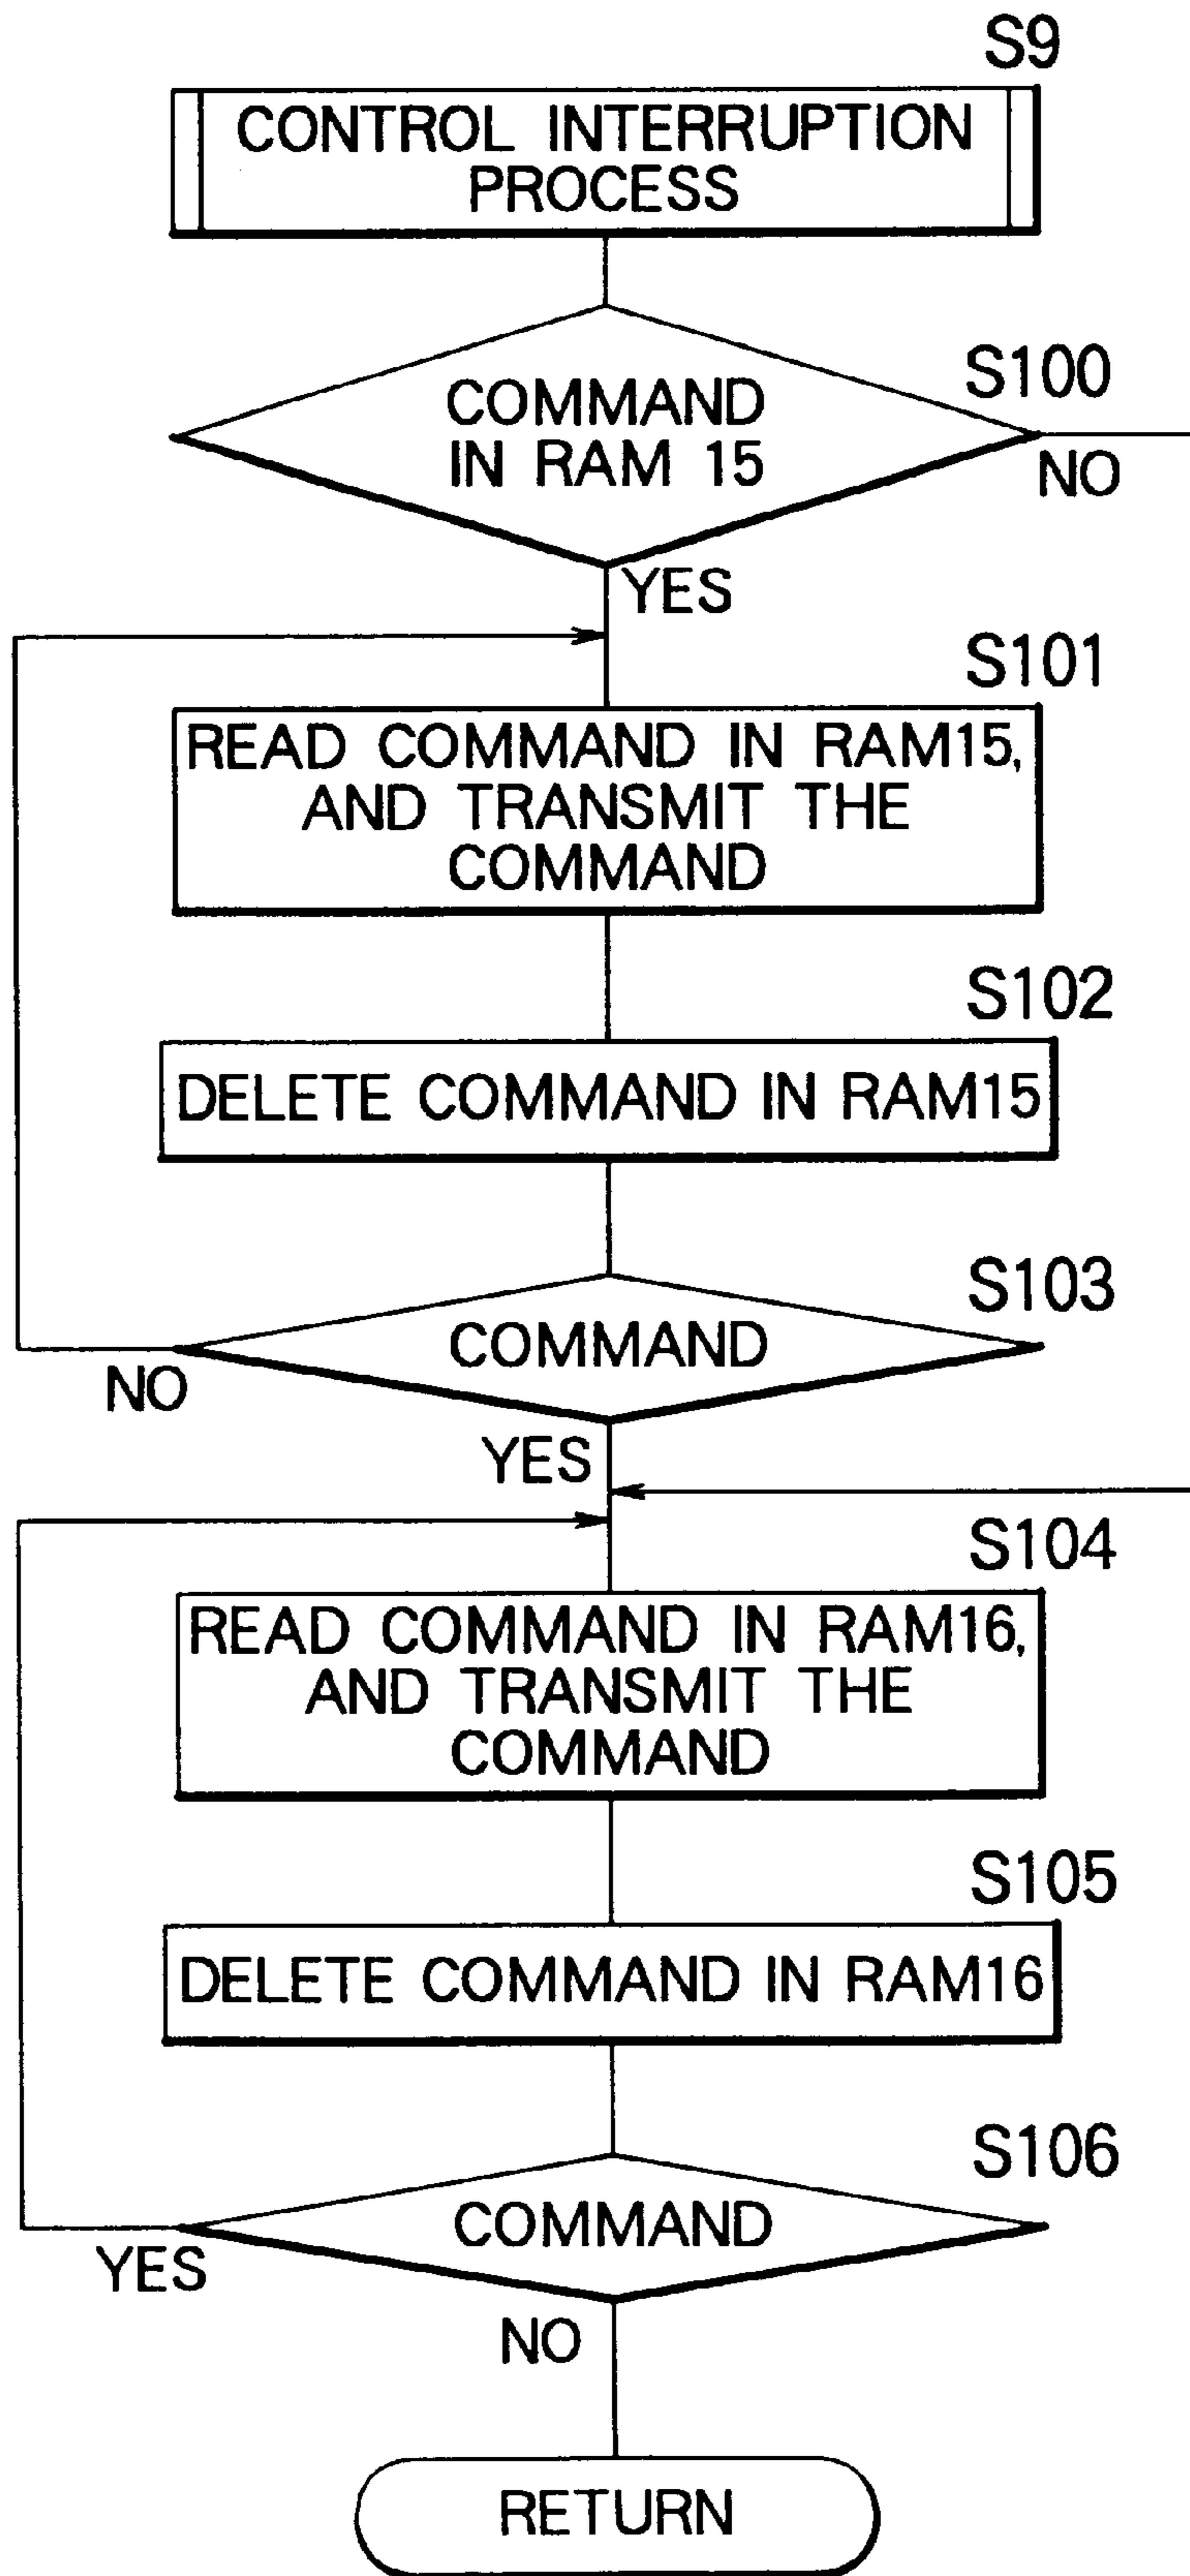 S9
CONTROL INTERRUPTION
PROCESS
S100
COMMAND
IN RAM 15
NO
YES
S101
READ COMMAND IN RAM15,
AND TRANSMIT THE
COMMAND
S102
DELETE COMMAND IN RAM15
S103
COMMAND
NO
YES
S104
READ COMMAND IN RAM16,
AND TRANSMIT THE
COMMAND
S105
DELETE COMMAND IN RAM16
S106
COMMAND
YES
NO
RETURN